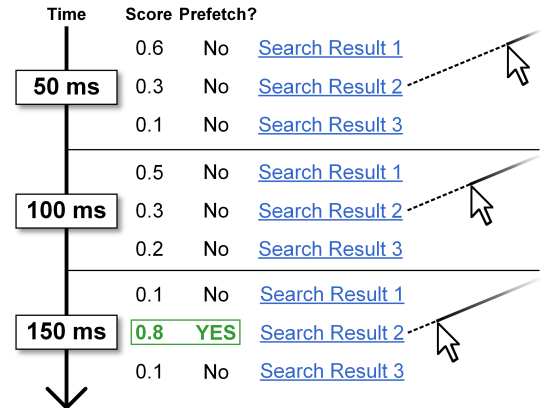 Time Score Prefetch?
0.6 No Search Result 1
50 ms 0.3 No Search Result 2
0.1 No Search Result 3
0.5 No Search Result 1
100 ms 0.3 No Search Result 2
0.2 No Search Result 3
0.1 No Search Result 1
150 ms 0.8 YES Search Result 2
0.1 No Search Result 3